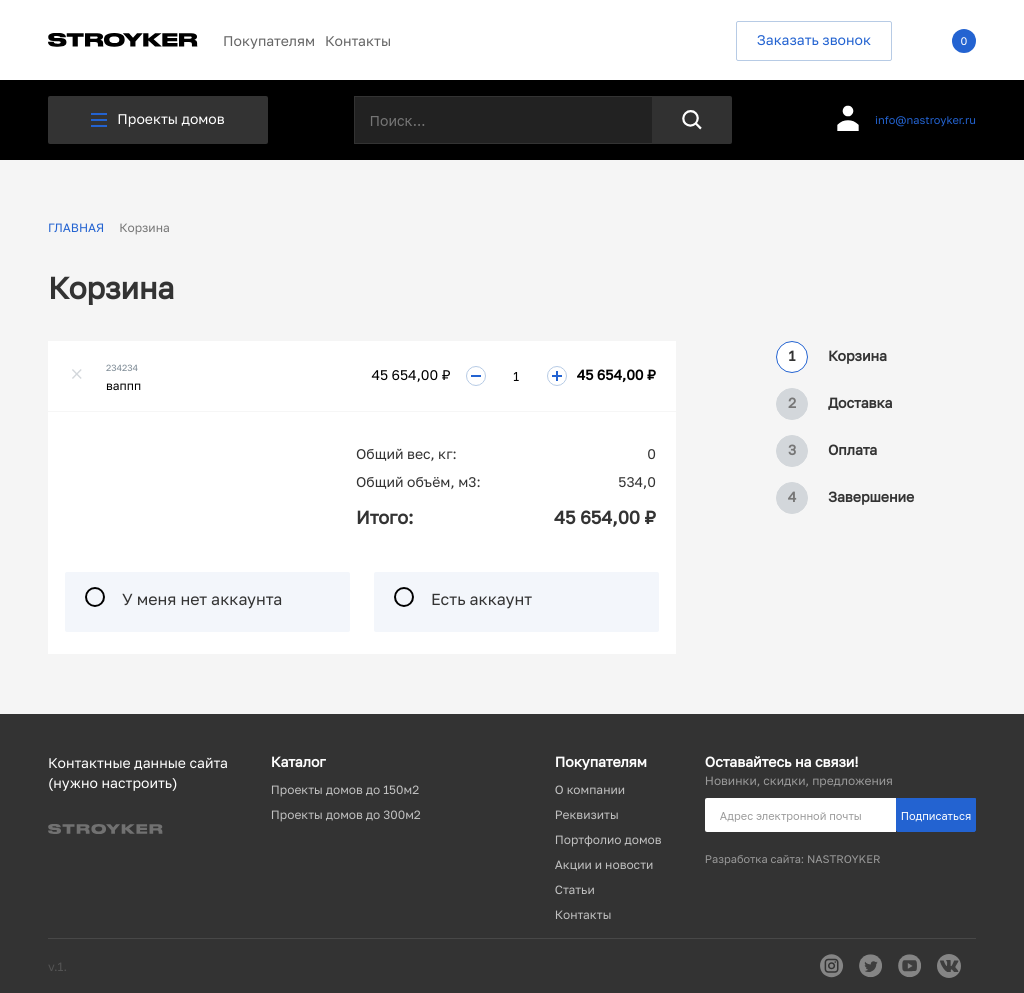 STROYKER
Покупателям Контакты
Заказать звонок
0
Проекты домов
Поиск...
info@nastroyker.ru
ГЛАВНАЯ Корзина
Корзина
234234
ваппп
45 654,00 ₽
1
45 654,00 ₽
Общий вес, кг: 0
Общий объём, м3: 534,0
Итого: 45 654,00 ₽
У меня нет аккаунта
Есть аккаунт
1 Корзина
2 Доставка
3 Оплата
4 Завершение
Контактные данные сайта
(нужно настроить)
STROYKER
Каталог
Проекты домов до 150м2
Проекты домов до 300м2
Покупателям
О компании
Реквизиты
Портфолио домов
Акции и новости
Статьи
Контакты
Оставайтесь на связи!
Новинки, скидки, предложения
Адрес электронной почты
Подписаться
Разработка сайта: NASTROYKER
v.1.